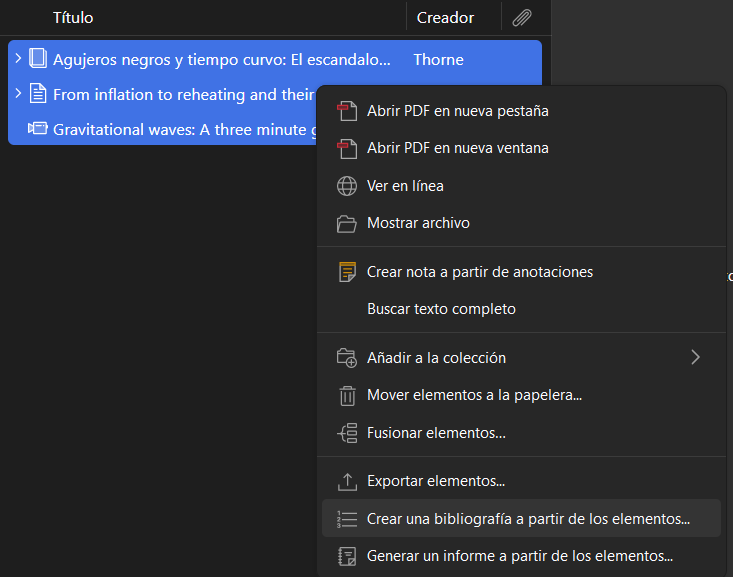 Título Creador
Agujeros negros y tiempo curvo: El escandalo... Thorne
From inflation to reheating and their
Gravitational waves: A three minute g
Abrir PDF en nueva pestaña
Abrir PDF en nueva ventana
Ver en línea
Mostrar archivo
Crear nota a partir de anotaciones
Buscar texto completo
Añadir a la colección
Mover elementos a la papelera...
Fusionar elementos...
Exportar elementos...
Crear una bibliografía a partir de los elementos...
Generar un informe a partir de los elementos...